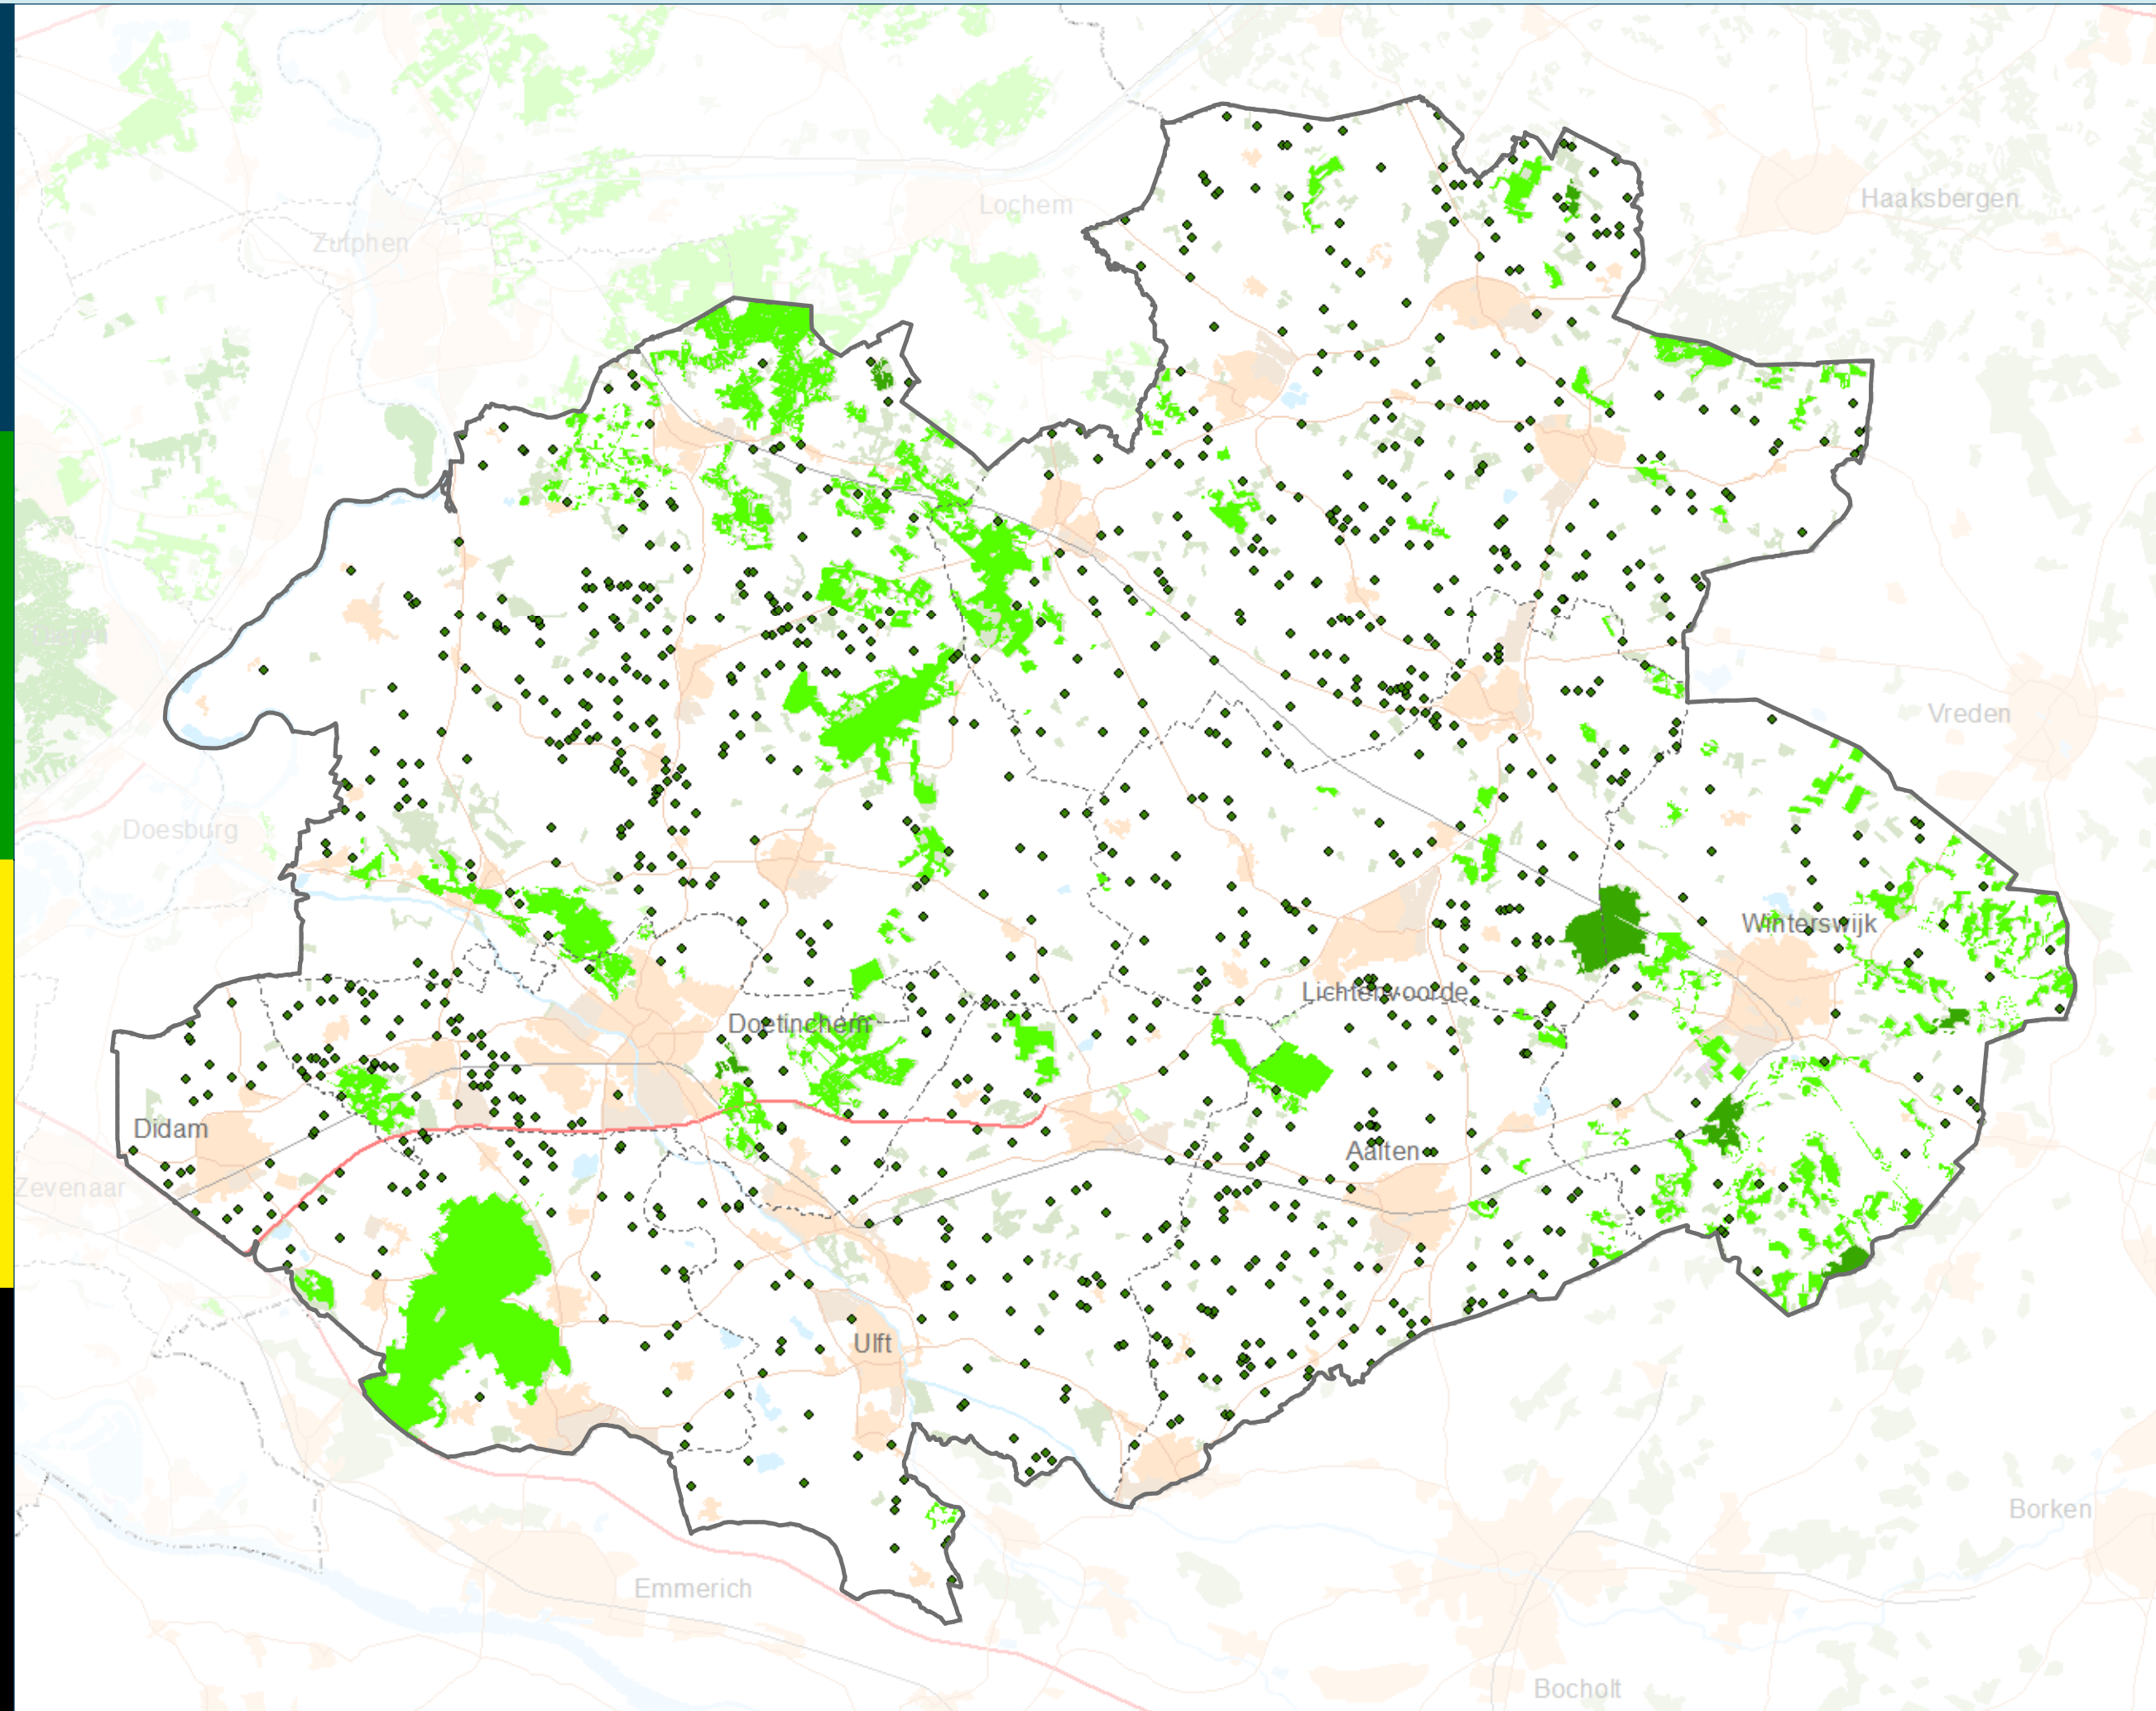 Haaksbergen
Lochem
Zutphen
Vreden
Doesburg
Winterswijk
Lichtenvoorde
Doetinchem
Didam
Aalten
Zevenaar
Ulft
Borken
Emmerich
Bocholt